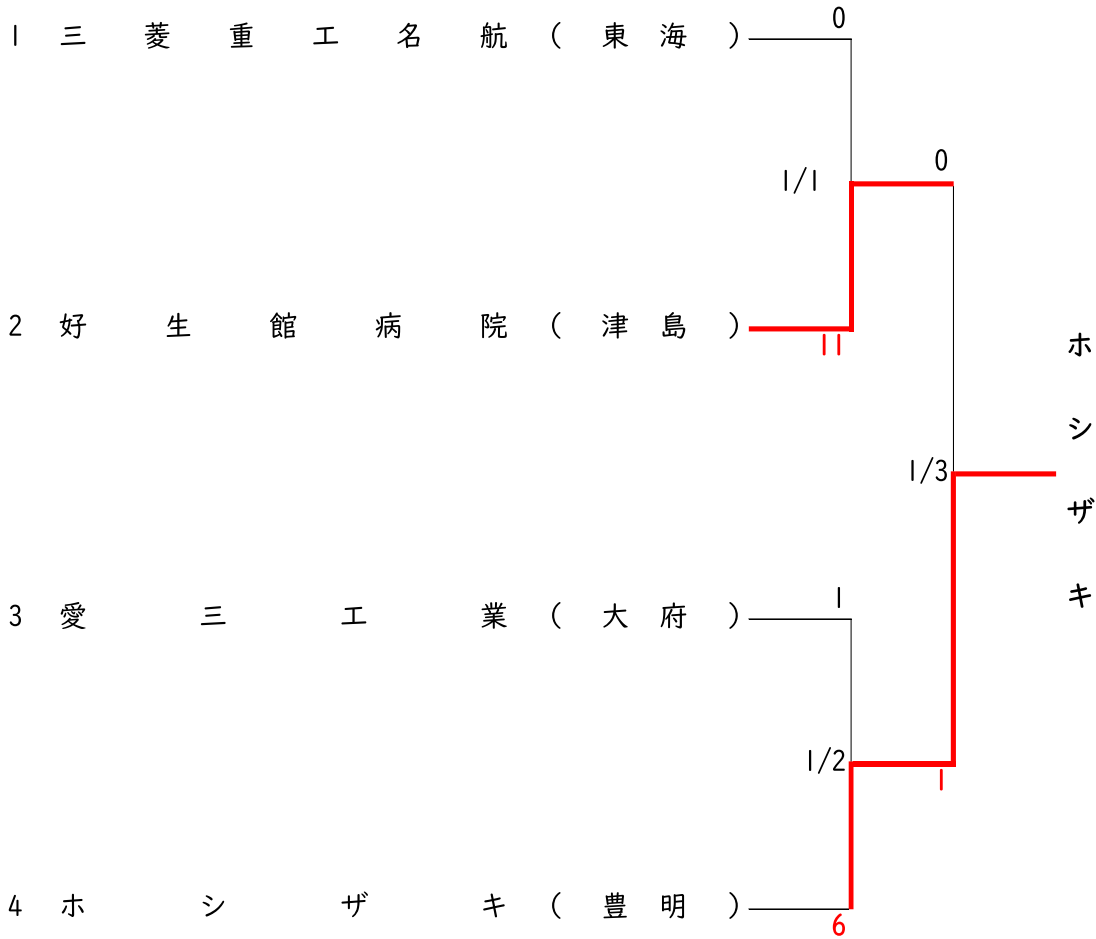 1 三菱重工名航 (東海) 0
1/1 0
2 好生館病院 (津島) 11
ホシザキ
1/3
3 愛三工業 (大府) 1
1/2 1
4 ホシザキ (豊明) 6